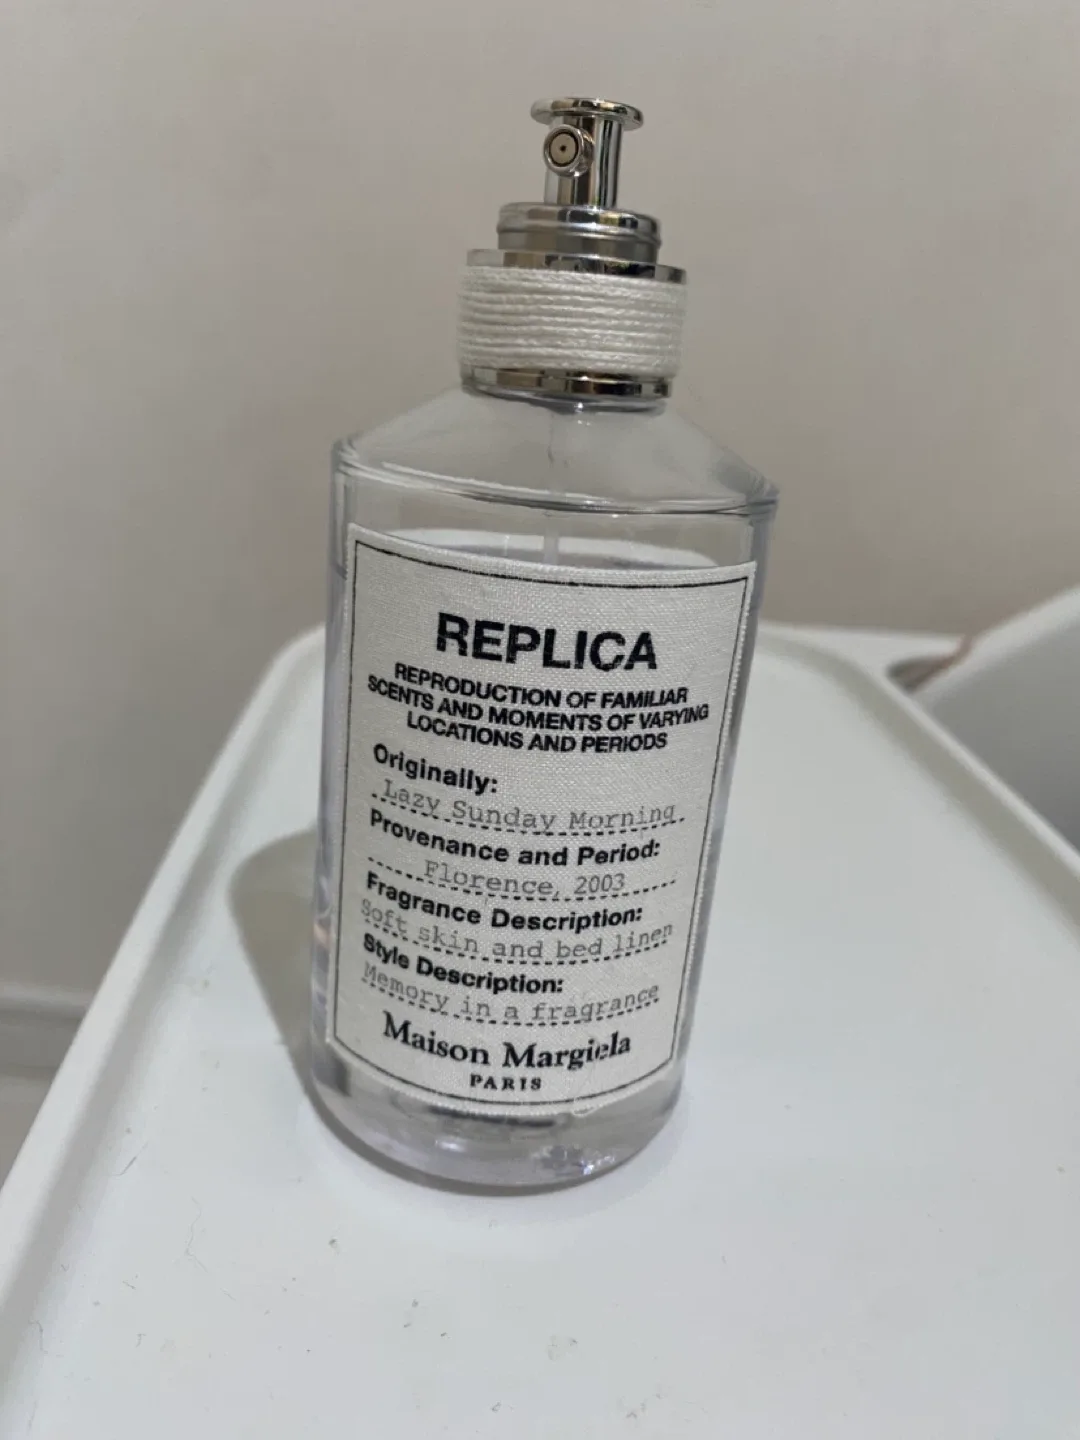 REPLICA
REPRODUCTION OF FAMILIAR
SCENTS AND MOMENTS OF VARYING
LOCATIONS AND PERIODS
Originally:
Lazy Sunday Morning
Provenance and Period:
Florence, 2003
Fragrance Description:
Soft skin and bed linen
Style Description:
Memory in a fragrance
Maison Margiela
PARIS